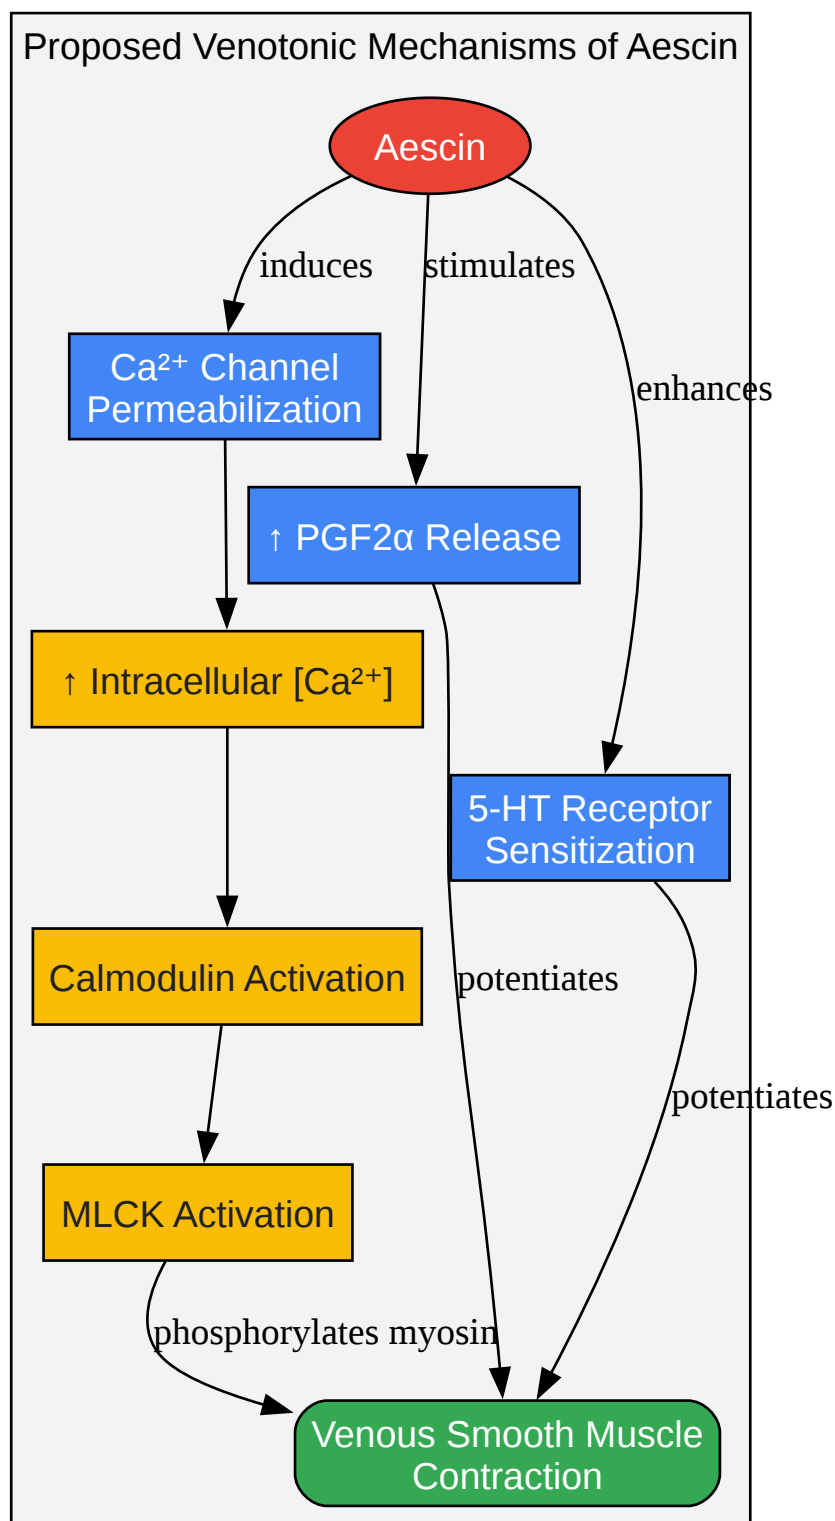 Proposed Venotonic Mechanisms of Aescin
Aescin
induces
stimulates
enhances
Ca²⁺ Channel
Permeabilization
↑ PGF2α Release
↑ Intracellular [Ca²⁺]
5-HT Receptor
Sensitization
Calmodulin Activation
potentiates
potentiates
MLCK Activation
phosphorylates myosin
Venous Smooth Muscle
Contraction